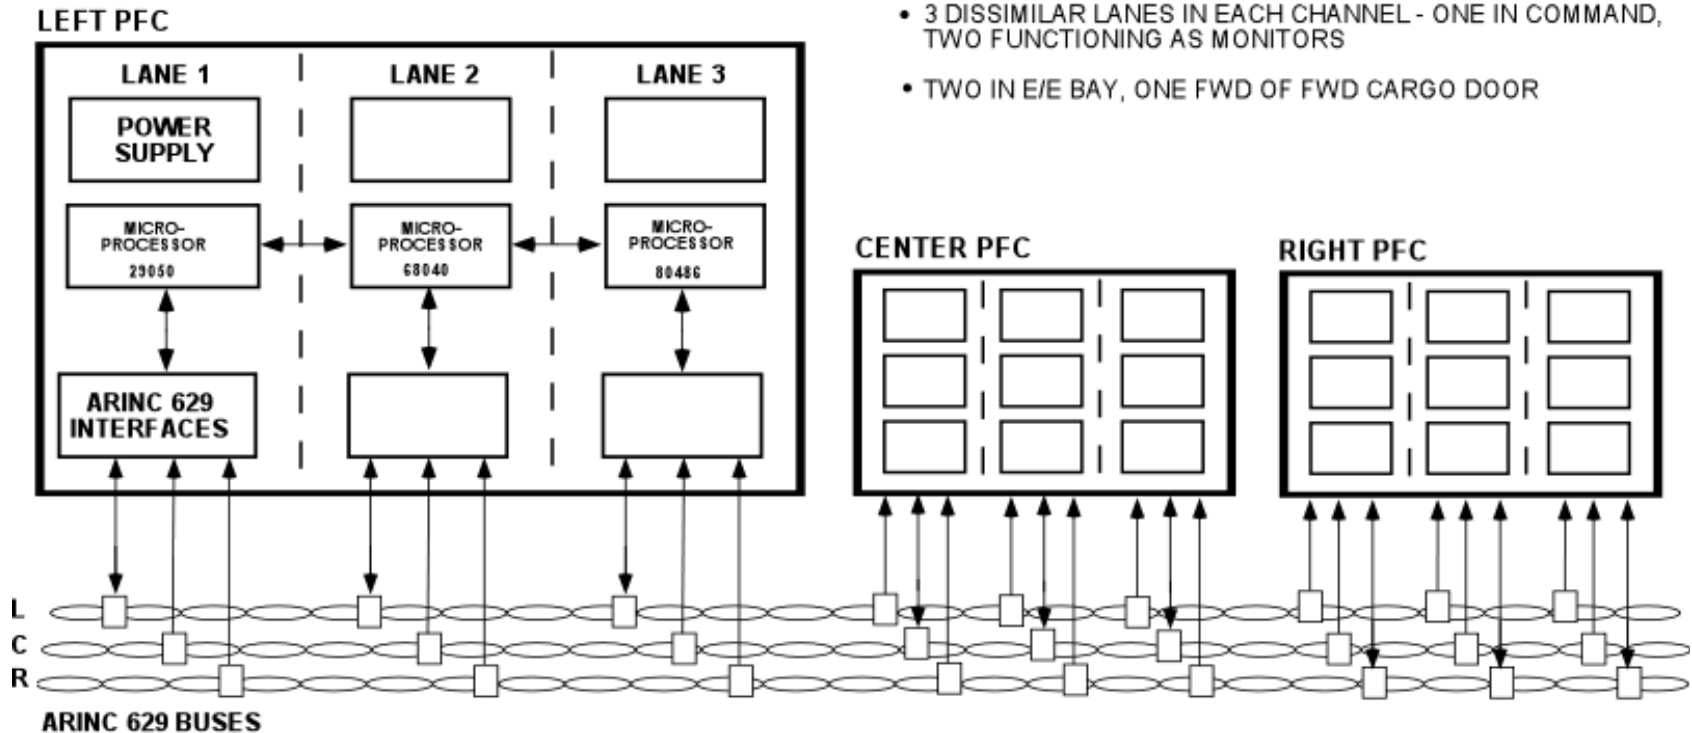 LEFT PFC
LANE 1
LANE 2
LANE 3
POWER
SUPPLY
MICRO-
PROCESSOR
29050
MICRO-
PROCESSOR
68040
MICRO-
PROCESSOR
80486
ARINC 629
INTERFACES
• 3 DISSIMILAR LANES IN EACH CHANNEL - ONE IN COMMAND,
TWO FUNCTIONING AS MONITORS
• TWO IN E/E BAY, ONE FWD OF FWD CARGO DOOR
CENTER PFC
RIGHT PFC
L
C
R
ARINC 629 BUSES